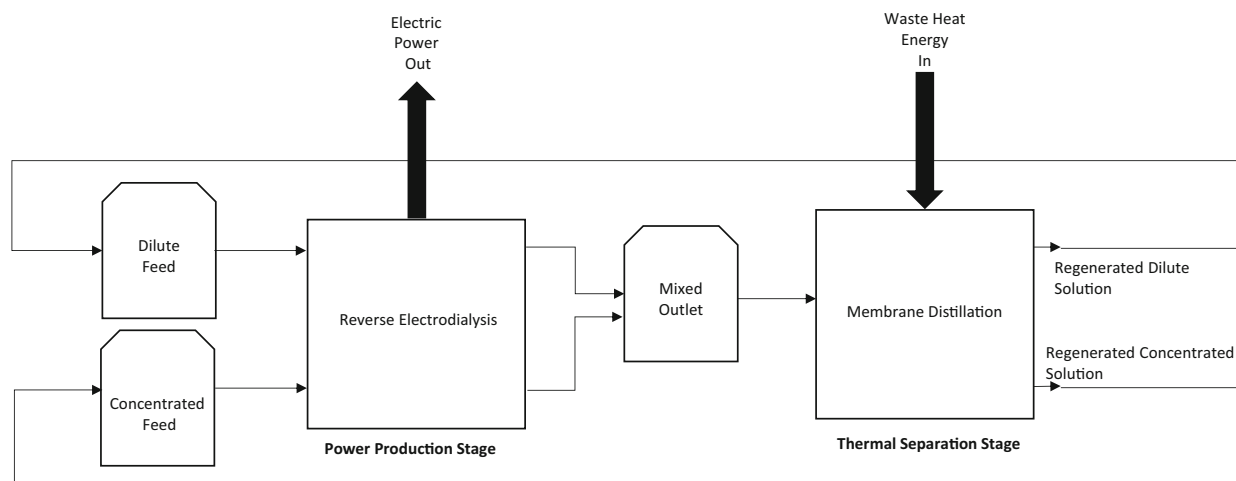 Electric
Power
Out
Waste Heat
Energy
In
Dilute
Feed
Concentrated
Feed
Reverse Electrodialysis
Power Production Stage
Mixed
Outlet
Membrane Distillation
Thermal Separation Stage
Regenerated Dilute
Solution
Regenerated Concentrated
Solution